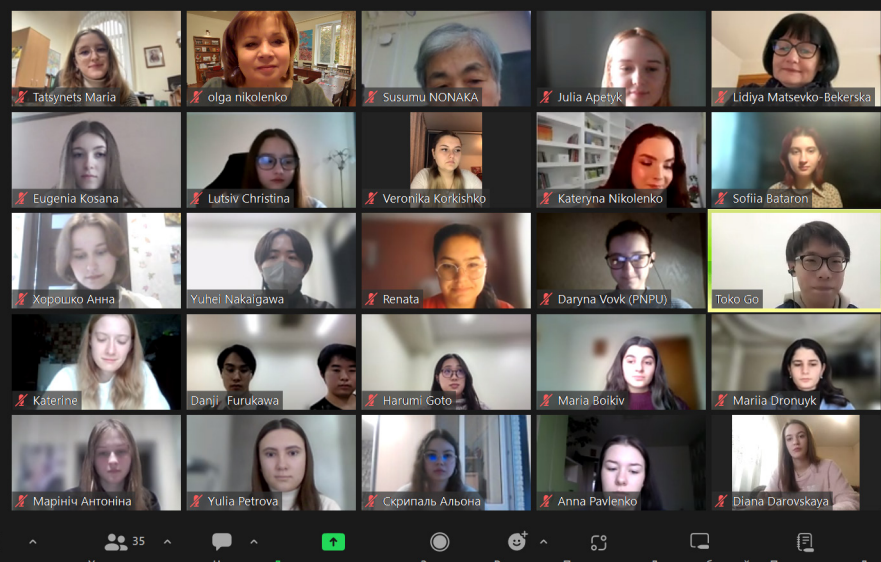 Tatsynets Maria
olga nikolenko
Susumu NONAKA
Julia Apetyk
Lidiya Matsevko-Bekerska
Eugenia Kosana
Lutsiv Christina
Veronika Korkishko
Kateryna Nikolenko
Sofiia Bataron
Хорошко Анна
Yuhei Nakaigawa
Renata
Daryna Vovk (PNPU)
Toko Go
Katerine
Danji Furukawa
Harumi Goto
Maria Boikiv
Mariia Dronuyk
Марініч Антоніна
Yulia Petrova
Скрипаль Альона
Anna Pavlenko
Diana Darovskaya
35